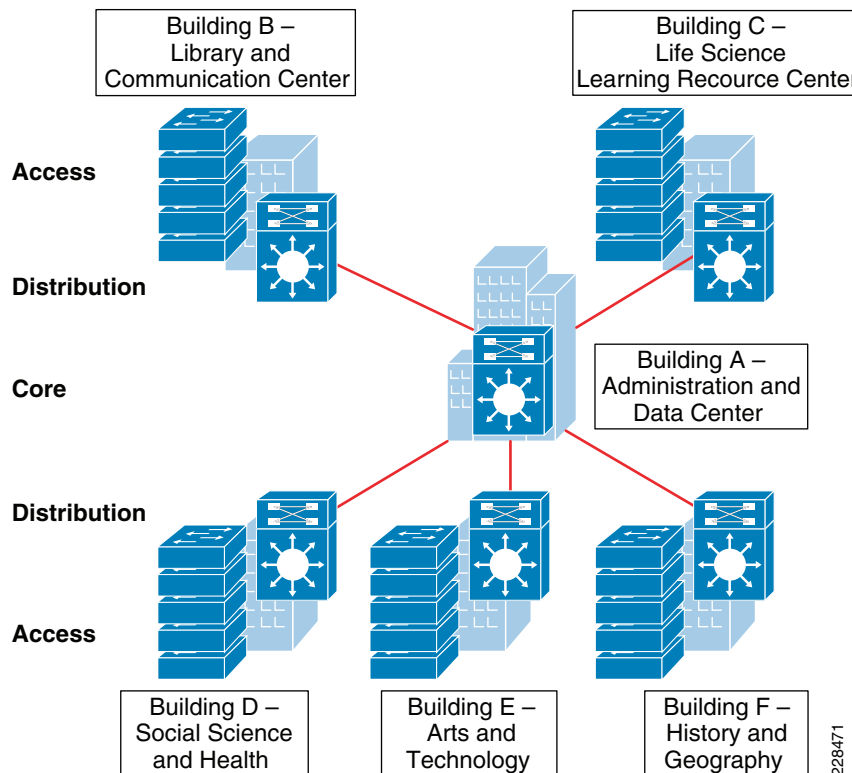 Building B –
Library and
Communication Center
Building C –
Life Science
Learning Recource Center
Access
Distribution
Core
Building A –
Administration and
Data Center
Distribution
Access
Building D –
Social Science
and Health
Building E –
Arts and
Technology
Building F –
History and
Geography
228471